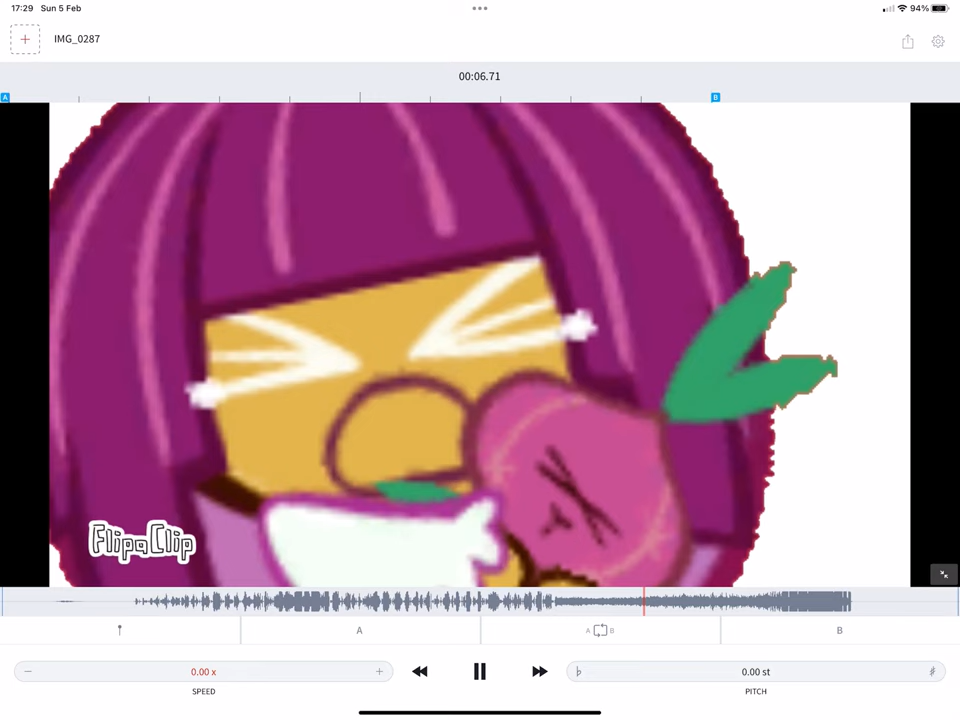 17:29 Sun 5 Feb
94%
IMG_0287
00:06.71
A
B
FlipaClip
A
A B
B
0.00 x
0.00 st
SPEED
PITCH